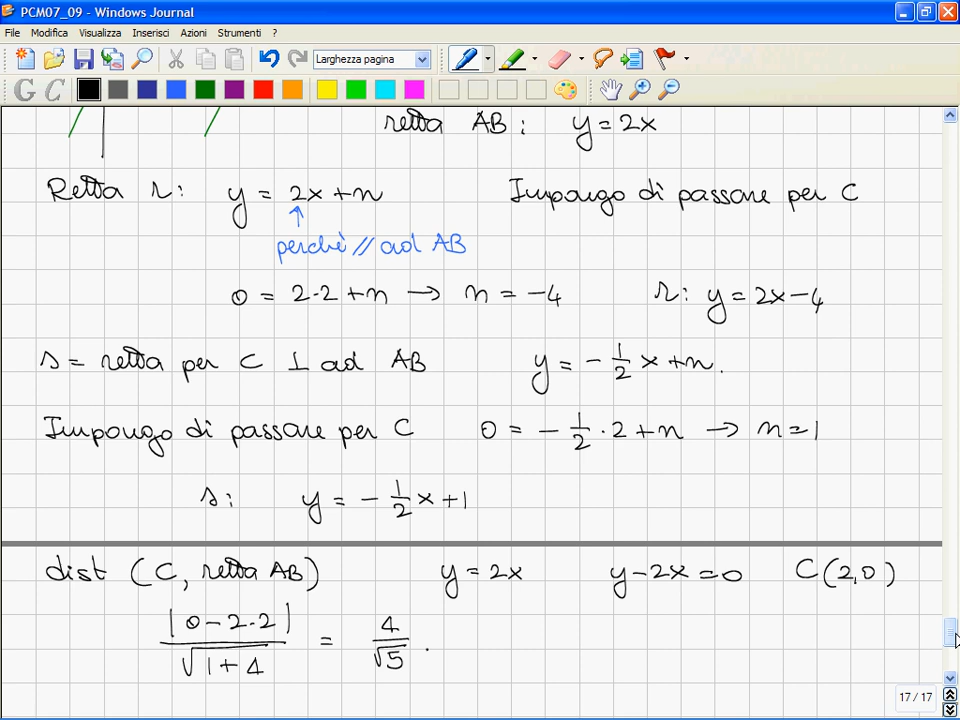 PCM07_09 - Windows Journal
File Modifica Visualizza Inserisci Azioni Strumenti ?
Larghezza pagina
G C
retta AB: y = 2x
Retta r: y = 2x + n Impongo di passare per C
↑
perchè // ad AB
0 = 2·2 + n → n = -4 r: y = 2x - 4
s = retta per C ⊥ ad AB y = - 1/2 x + n.
Impongo di passare per C 0 = - 1/2 · 2 + n → n = 1
s: y = - 1/2 x + 1
dist (C, retta AB) y = 2x y - 2x = 0 C(2,0)
|0 - 2·2| / √1+4 = 4/√5 .
17 / 17